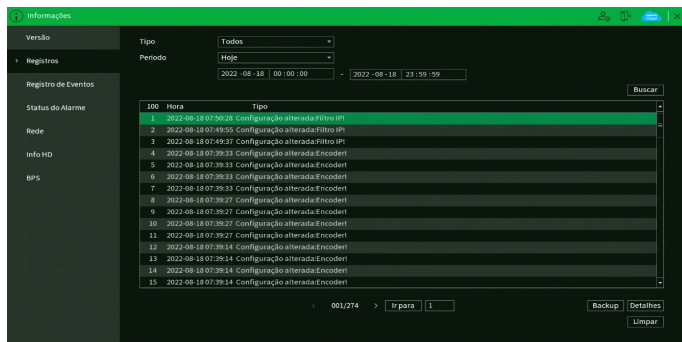 Informações
Versão
Registros
Registro de Eventos
Status do Alarme
Rede
Info HD
BPS
Tipo Todos
Periodo Hoje
2022 -08 -18 00 : 00 : 00 - 2022 -08 -18 23 : 59 : 59
Buscar
100 Hora Tipo
1 2022-08-18 07:50:28 Configuração alterada:Filtro IP!
2 2022-08-18 07:49:55 Configuração alterada:Filtro IP!
3 2022-08-18 07:49:37 Configuração alterada:Filtro IP!
4 2022-08-18 07:39:33 Configuração alterada:Encoder!
5 2022-08-18 07:39:33 Configuração alterada:Encoder!
6 2022-08-18 07:39:33 Configuração alterada:Encoder!
7 2022-08-18 07:39:33 Configuração alterada:Encoder!
8 2022-08-18 07:39:27 Configuração alterada:Encoder!
9 2022-08-18 07:39:27 Configuração alterada:Encoder!
10 2022-08-18 07:39:27 Configuração alterada:Encoder!
11 2022-08-18 07:39:27 Configuração alterada:Encoder!
12 2022-08-18 07:39:14 Configuração alterada:Encoder!
13 2022-08-18 07:39:14 Configuração alterada:Encoder!
14 2022-08-18 07:39:14 Configuração alterada:Encoder!
15 2022-08-18 07:39:14 Configuração alterada:Encoder!
< 001/274 > Ir para 1
Backup Detalhes
Limpar